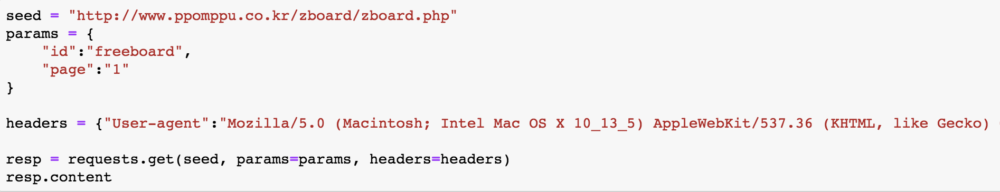 seed = "http://www.ppomppu.co.kr/zboard/zboard.php"
params = {
    "id":"freeboard",
    "page":"1"
}
headers = {"User-agent":"Mozilla/5.0 (Macintosh; Intel Mac OS X 10_13_5) AppleWebKit/537.36 (KHTML, like Gecko)
resp = requests.get(seed, params=params, headers=headers)
resp.content